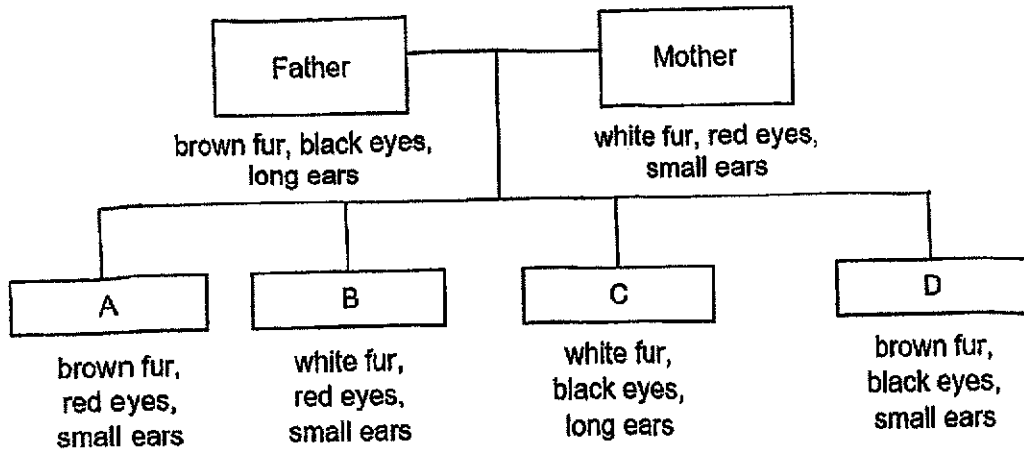 Father
Mother
brown fur, black eyes,
long ears
white fur, red eyes,
small ears
A
B
C
D
brown fur,
red eyes,
small ears
white fur,
red eyes,
small ears
white fur,
black eyes,
long ears
brown fur,
black eyes,
small ears